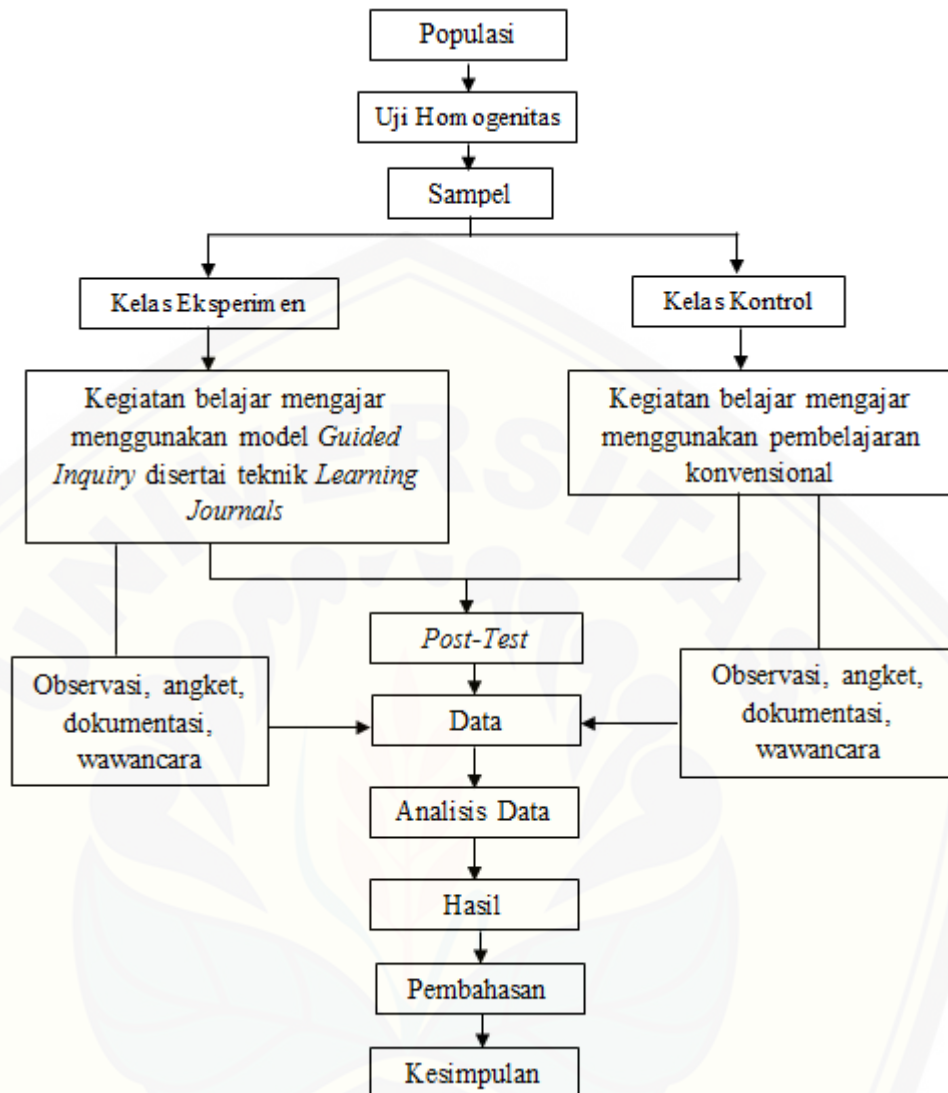 Populasi
Uji Homogenitas
Sampel
Kelas Eksperimen
Kelas Kontrol
Kegiatan belajar mengajar
menggunakan model Guided
Inquiry disertai teknik Learning
Journals
Kegiatan belajar mengajar
menggunakan pembelajaran
konvensional
Post-Test
Observasi, angket,
dokumentasi,
wawancara
Data
Observasi, angket,
dokumentasi,
wawancara
Analisis Data
Hasil
Pembahasan
Kesimpulan
UNIVERSITAS